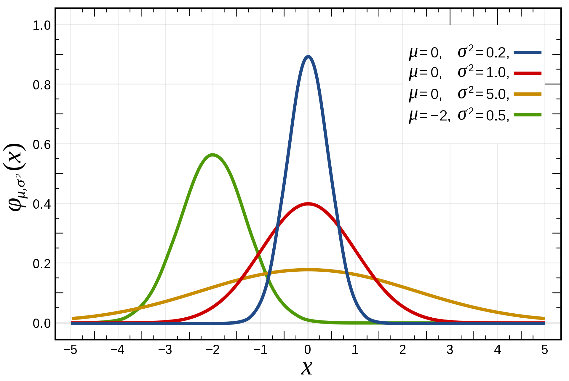 1.0
0.8
0.6
0.4
0.2
0.0
φμ,σ²(x)
μ=0, σ²=0.2,
μ=0, σ²=1.0,
μ=0, σ²=5.0,
μ=−2, σ²=0.5,
−5 −4 −3 −2 −1 0 1 2 3 4 5
x